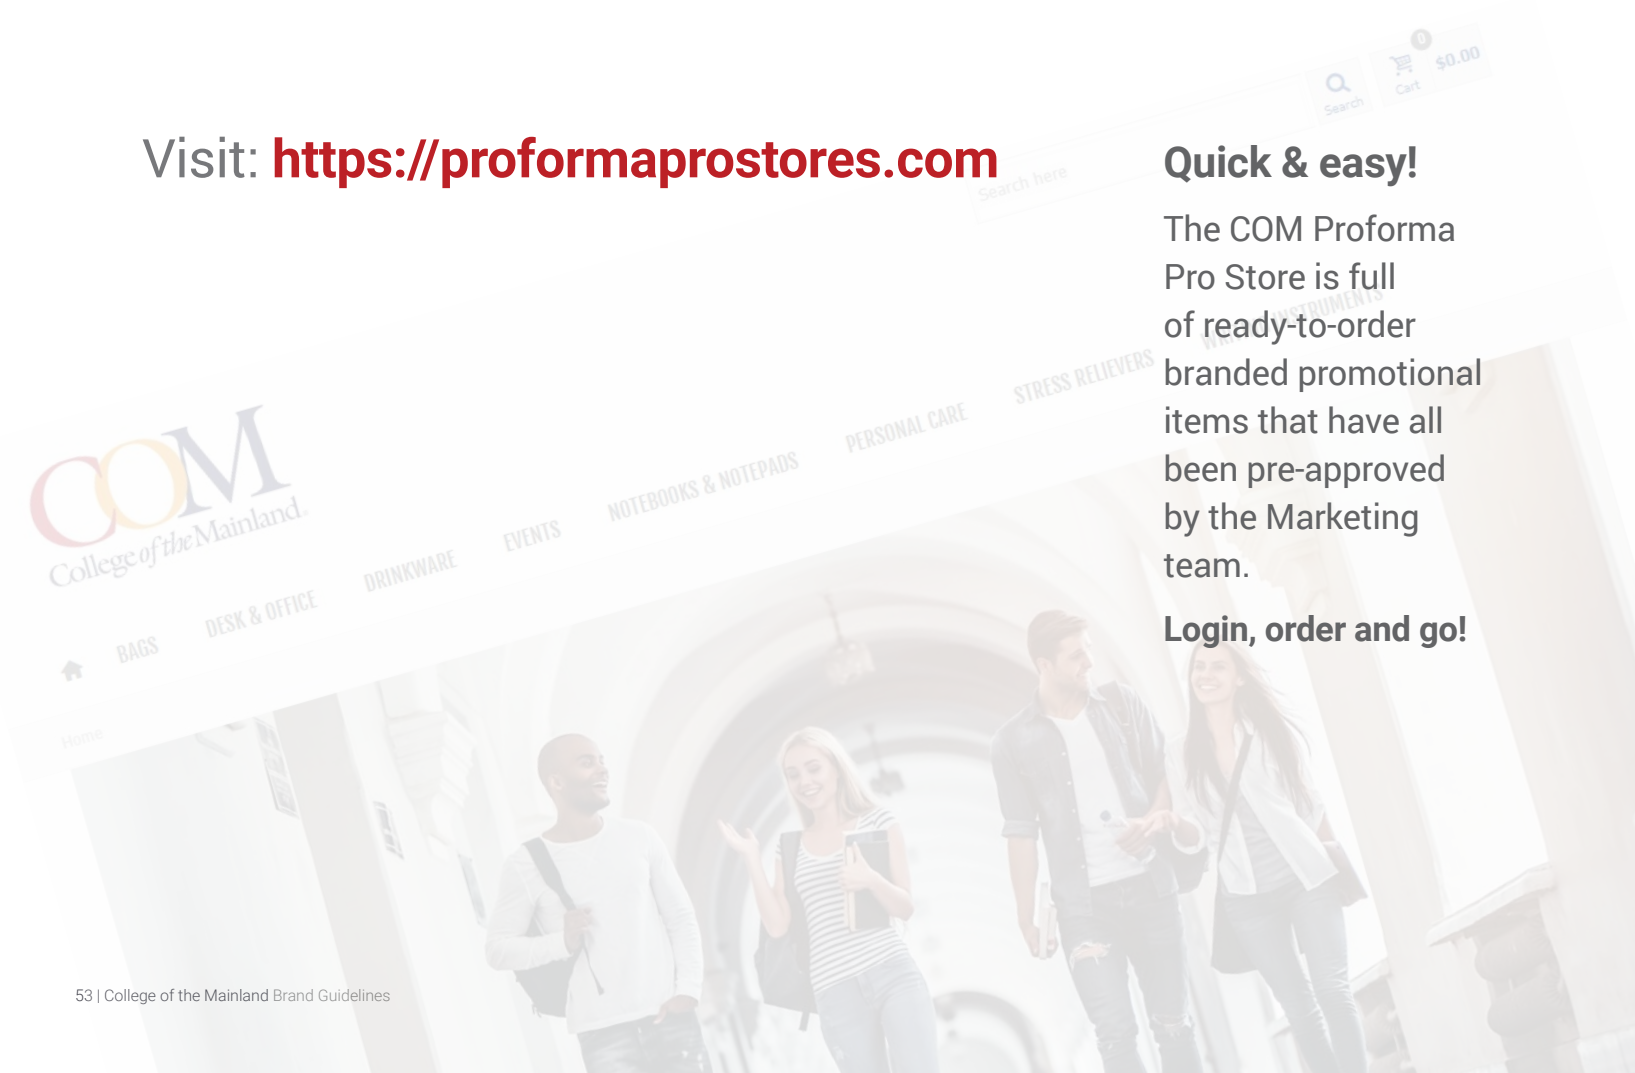 0
$0.00
Cart
Search
Search here
Visit: https://proformaprostores.com
Quick & easy!
The COM Proforma
Pro Store is full
of ready-to-order
branded promotional
items that have all
been pre-approved
by the Marketing
team.
Login, order and go!
COM
College of the Mainland®
BAGS
DESK & OFFICE
DRINKWARE
EVENTS
NOTEBOOKS & NOTEPADS
PERSONAL CARE
STRESS RELIEVERS
WRITING INSTRUMENTS
Home
53 | College of the Mainland Brand Guidelines